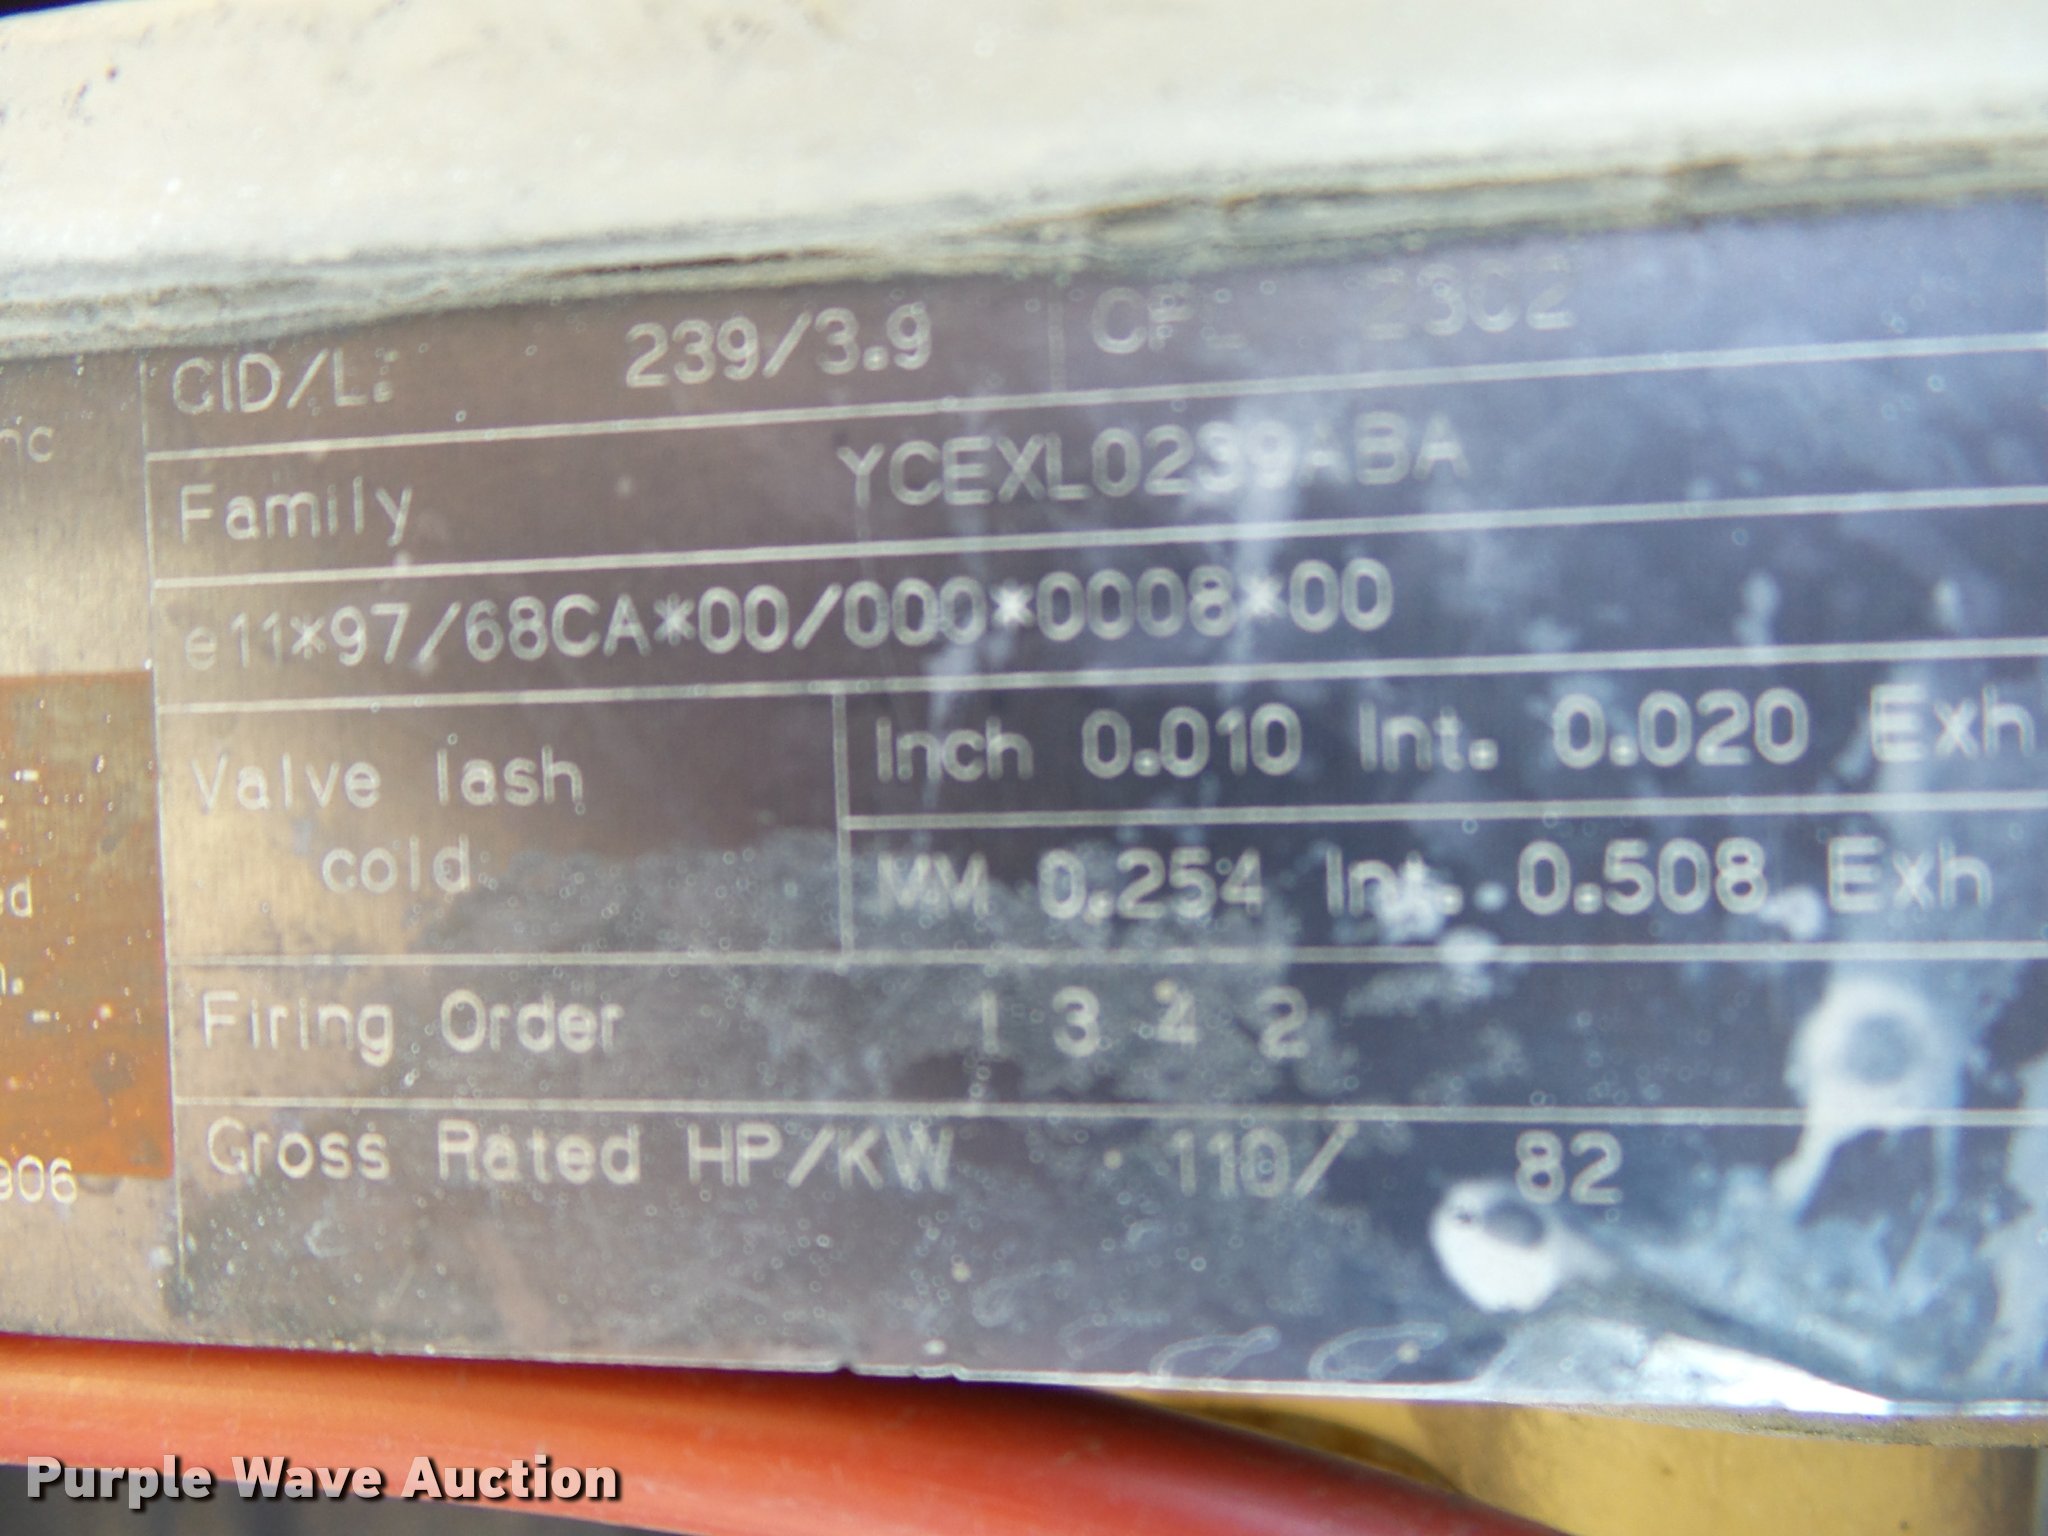 CID/L: 239/3.9 CPL
nc
Family YCEXL0239ABA
e11*97/68CA*00/000*0008*00
Valve lash cold
Inch 0.010 Int. 0.020 Exh
MM 0.254 Int. 0.508 Exh
ed
Firing Order 1 3 4 2
Gross Rated HP/KW 110/ 82
906
Purple Wave Auction